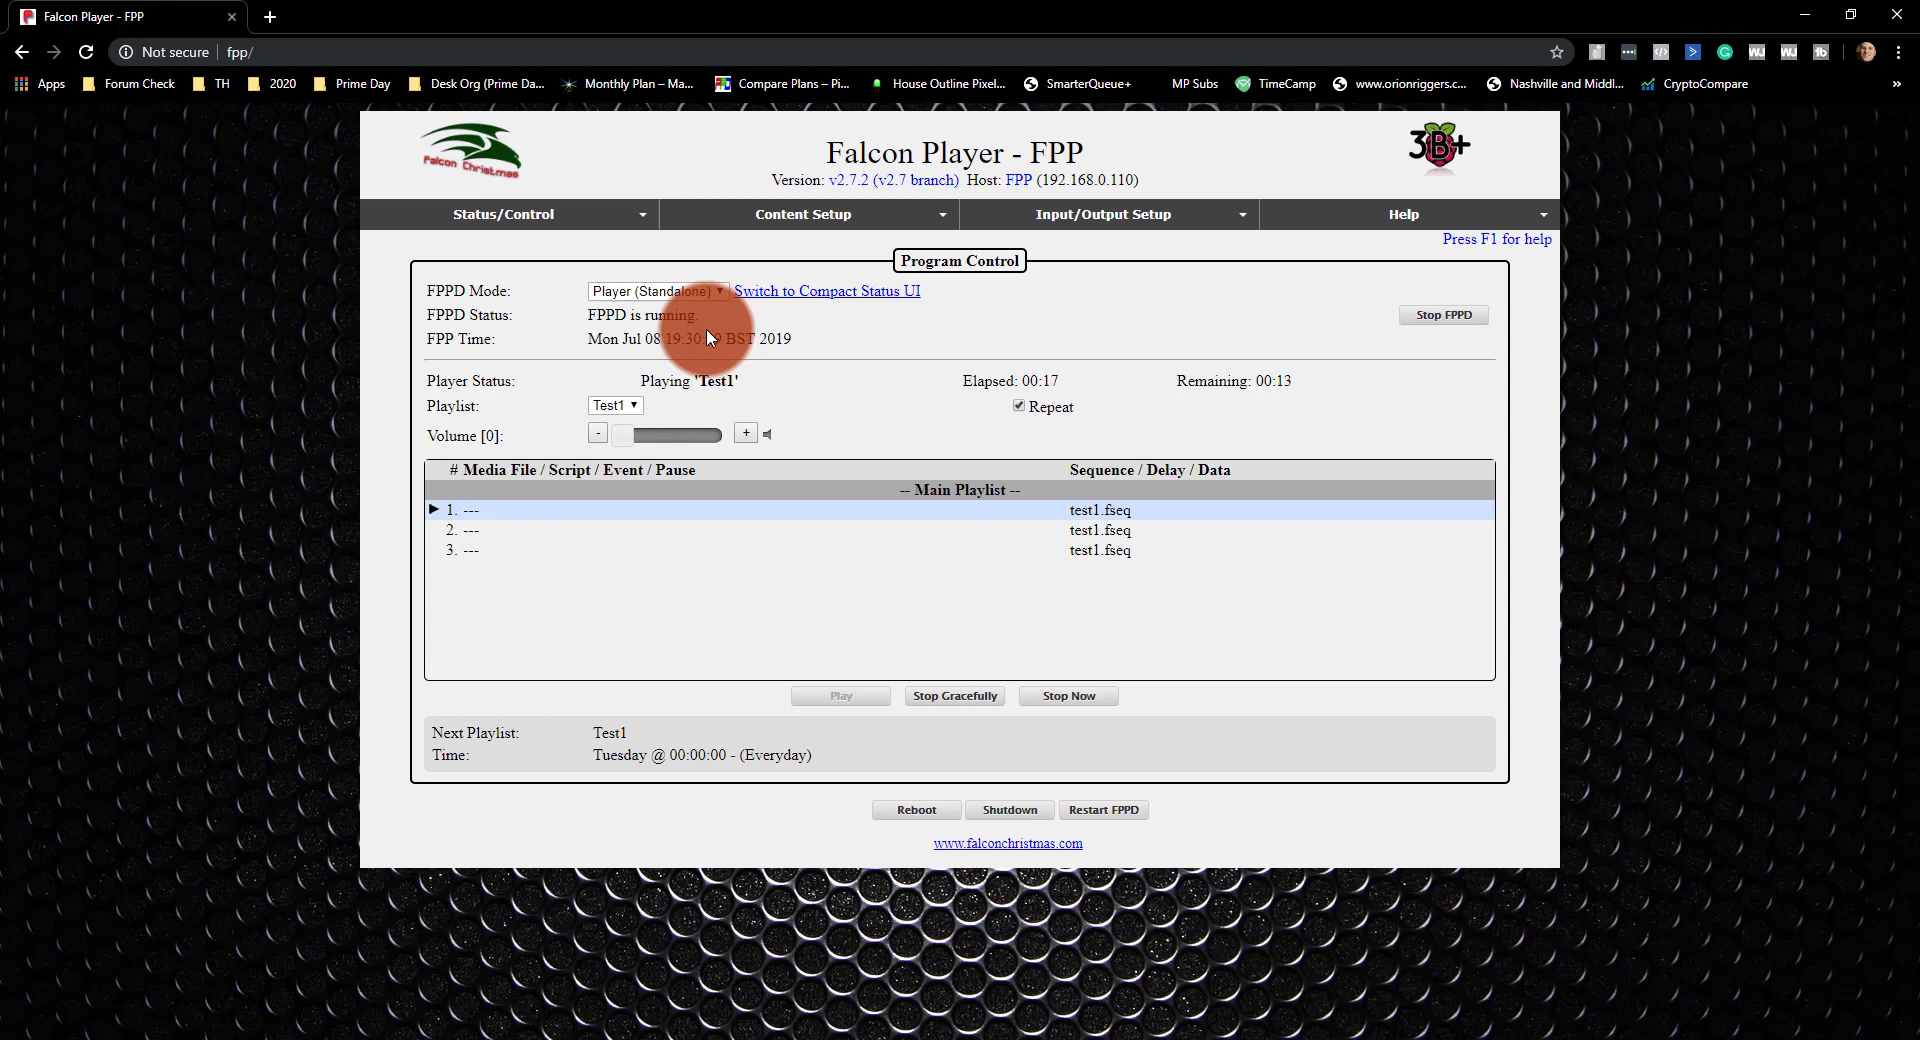 Falcon Player - FPP
Not secure fpp/
Apps Forum Check TH 2020 Prime Day Desk Org (Prime Da... Monthly Plan – Ma... Compare Plans – Pi... House Outline Pixel... SmarterQueue+ MP Subs TimeCamp www.orionriggers.c... Nashville and Middl... CryptoCompare »
Falcon Christmas
3B+
Falcon Player - FPP
Version: v2.7.2 (v2.7 branch) Host: FPP (192.168.0.110)
Status/Control Content Setup Input/Output Setup Help
Press F1 for help
Program Control
FPPD Mode: Player (Standalone) Switch to Compact Status UI
FPPD Status: FPPD is running. Stop FPPD
FPP Time: Mon Jul 08 BST 2019
Player Status: Playing 'Test1' Elapsed: 00:17 Remaining: 00:13
Playlist: Test1 Repeat
Volume [0]: - +
# Media File / Script / Event / Pause Sequence / Delay / Data
-- Main Playlist --
1. --- test1.fseq
2. --- test1.fseq
3. --- test1.fseq
Play Stop Gracefully Stop Now
Next Playlist: Test1
Time: Tuesday @ 00:00:00 - (Everyday)
Reboot Shutdown Restart FPPD
www.falconchristmas.com